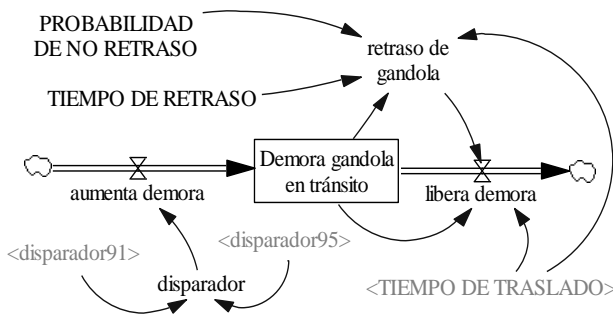 PROBABILIDAD
DE NO RETRASO
retraso de
gandola
TIEMPO DE RETRASO
Demora gandola
en tránsito
aumenta demora
libera demora
<disparador91>
<disparador95>
disparador
<TIEMPO DE TRASLADO>